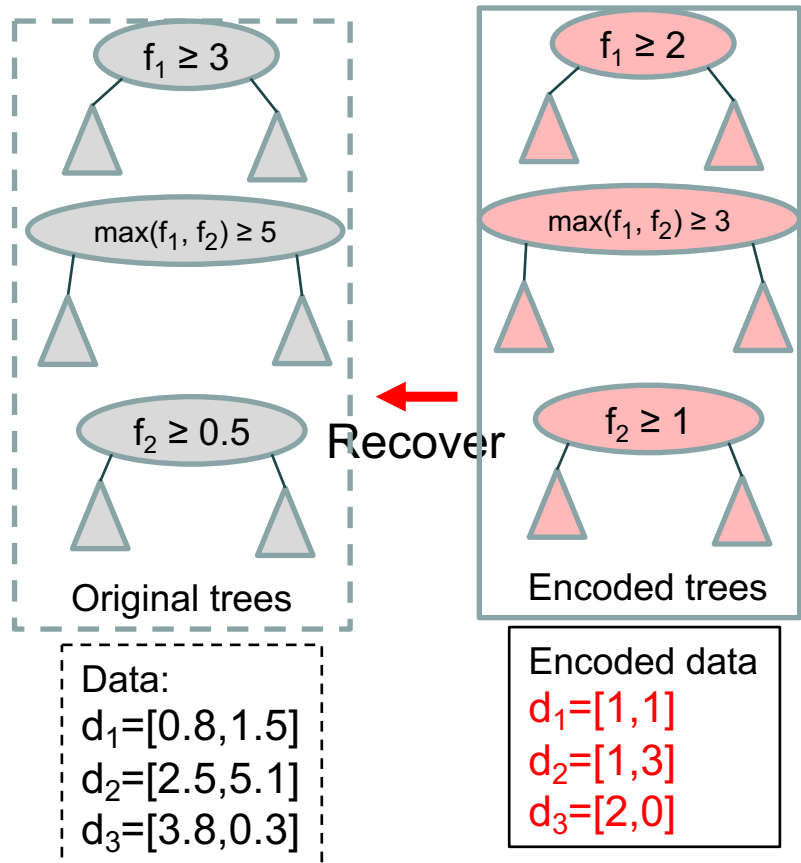 f₁ ≥ 3
max(f₁, f₂) ≥ 5
f₂ ≥ 0.5
Original trees
Recover
f₁ ≥ 2
max(f₁, f₂) ≥ 3
f₂ ≥ 1
Encoded trees
Data:
d₁=[0.8,1.5]
d₂=[2.5,5.1]
d₃=[3.8,0.3]
Encoded data
d₁=[1,1]
d₂=[1,3]
d₃=[2,0]